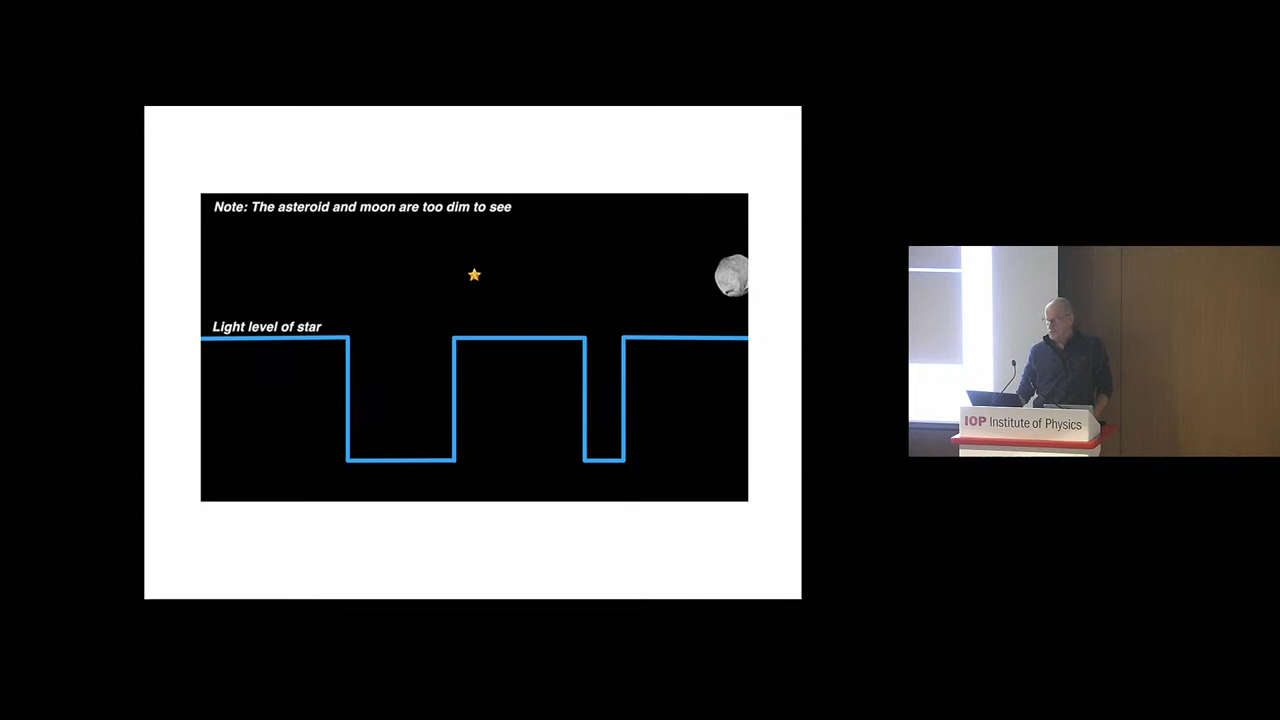 Note: The asteroid and moon are too dim to see
Light level of star
IOP Institute of Physics